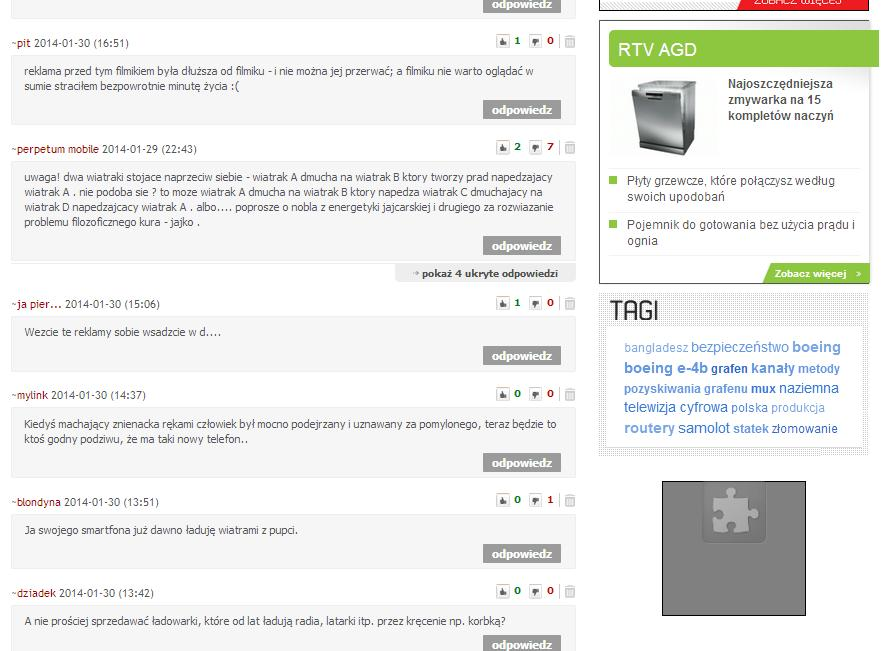 odpowiedz
~pit 2014-01-30 (16:51) 1 0
reklama przed tym filmikiem była dłuższa od filmiku - i nie można jej przerwać; a filmiku nie warto oglądać w
sumie straciłem bezpowrotnie minutę życia :(
odpowiedz
~perpetum mobile 2014-01-29 (22:43) 2 7
uwaga! dwa wiatraki stojace naprzeciw siebie - wiatrak A dmucha na wiatrak B ktory tworzy prad napedzajacy
wiatrak A . nie podoba sie ? to moze wiatrak A dmucha na wiatrak B ktory napedza wiatrak C dmuchajacy na
wiatrak D napedzajcacy wiatrak A . albo.... poprosze o nobla z energetyki jajcarskiej i drugiego za rozwiazanie
problemu filozoficznego kura - jajko .
odpowiedz
pokaż 4 ukryte odpowiedzi
~ja pier... 2014-01-30 (15:06) 1 0
Wezcie te reklamy sobie wsadzcie w d....
odpowiedz
~mylink 2014-01-30 (14:37) 0 0
Kiedyś machający znienacka rękami człowiek był mocno podejrzany i uznawany za pomylonego, teraz będzie to
ktoś godny podziwu, że ma taki nowy telefon..
odpowiedz
~blondyna 2014-01-30 (13:51) 0 1
Ja swojego smartfona już dawno ładuję wiatrami z pupci.
odpowiedz
~dziadek 2014-01-30 (13:42) 0 0
A nie prościej sprzedawać ładowarki, które od lat ładują radia, latarki itp. przez kręcenie np. korbką?
odpowiedz
ZOBACZ WIĘCEJ
RTV AGD
Najoszczędniejsza
zmywarka na 15
kompletów naczyń
Płyty grzewcze, które połączysz według
swoich upodobań
Pojemnik do gotowania bez użycia prądu i
ognia
Zobacz więcej »
TAGI
bangladesz bezpieczeństwo boeing
boeing e-4b grafen kanały metody
pozyskiwania grafenu mux naziemna
telewizja cyfrowa polska produkcja
routery samolot statek złomowanie